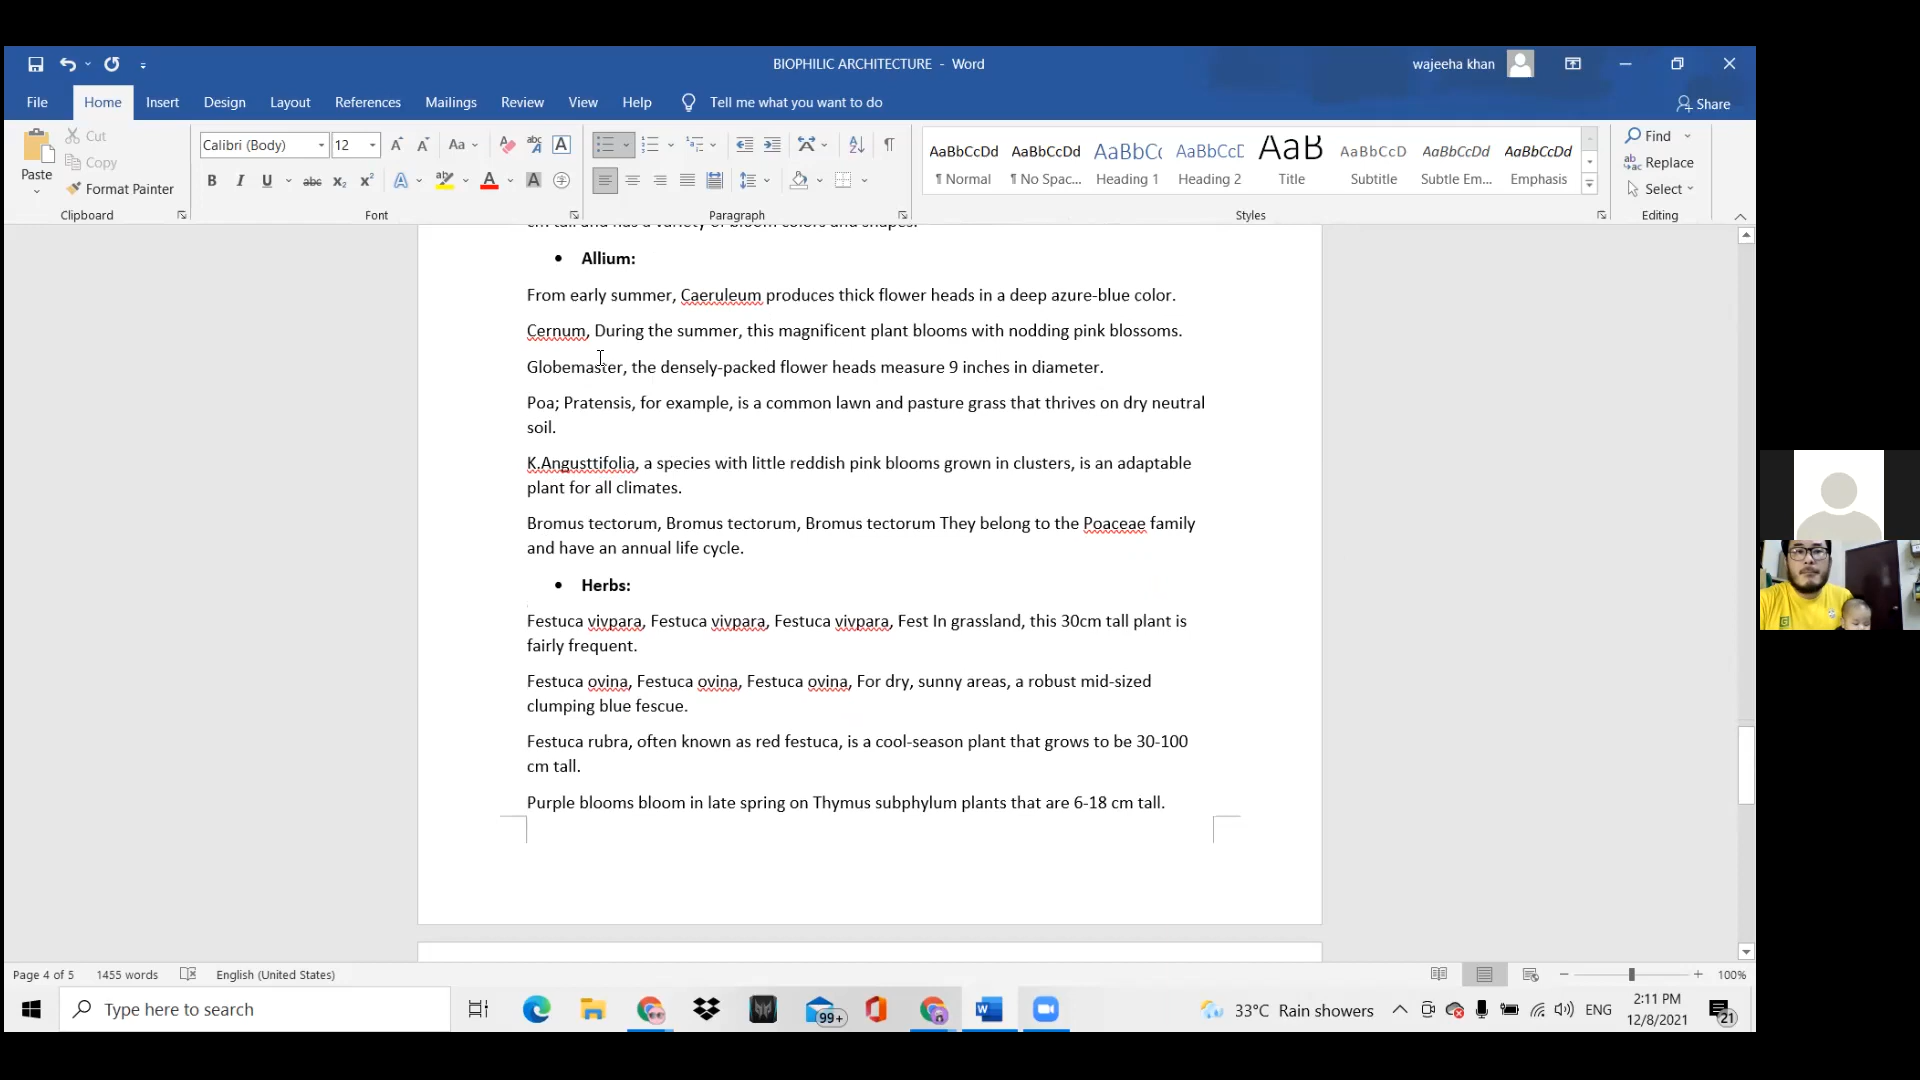 BIOPHILIC ARCHITECTURE - Word
wajeeha khan
File Home Insert Design Layout References Mailings Review View Help Tell me what you want to do
Share
Paste
Cut
Copy
Format Painter
Clipboard
Calibri (Body) 12
Font
Paragraph
AaBbCcDd AaBbCcDd AaBbCc AaBbCcD AaB AaBbCcD AaBbCcDd AaBbCcDd
¶ Normal ¶ No Spac... Heading 1 Heading 2 Title Subtitle Subtle Em... Emphasis
Styles
Find
Replace
Select
Editing
cm tall and has a variety of bloom colors and shapes.
• Allium:
From early summer, Caeruleum produces thick flower heads in a deep azure-blue color.
Cernum, During the summer, this magnificent plant blooms with nodding pink blossoms.
Globemaster, the densely-packed flower heads measure 9 inches in diameter.
Poa; Pratensis, for example, is a common lawn and pasture grass that thrives on dry neutral
soil.
K.Angusttifolia, a species with little reddish pink blooms grown in clusters, is an adaptable
plant for all climates.
Bromus tectorum, Bromus tectorum, Bromus tectorum They belong to the Poaceae family
and have an annual life cycle.
• Herbs:
Festuca vivpara, Festuca vivpara, Festuca vivpara, Fest In grassland, this 30cm tall plant is
fairly frequent.
Festuca ovina, Festuca ovina, Festuca ovina, For dry, sunny areas, a robust mid-sized
clumping blue fescue.
Festuca rubra, often known as red festuca, is a cool-season plant that grows to be 30-100
cm tall.
Purple blooms bloom in late spring on Thymus subphylum plants that are 6-18 cm tall.
Page 4 of 5 1455 words English (United States) 100%
Type here to search
99+
33°C Rain showers
ENG
2:11 PM
12/8/2021
21